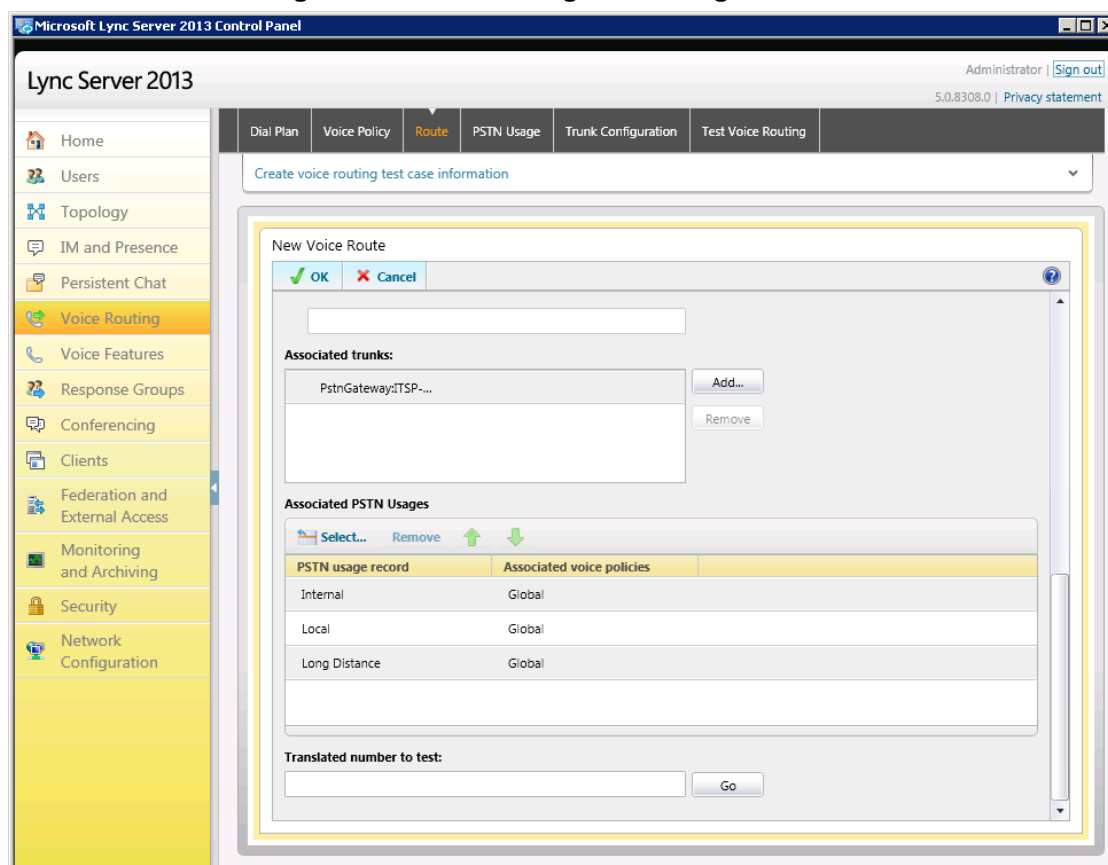 Microsoft Lync Server 2013 Control Panel
Lync Server 2013
Administrator | Sign out
5.0.8308.0 | Privacy statement
Home
Users
Topology
IM and Presence
Persistent Chat
Voice Routing
Voice Features
Response Groups
Conferencing
Clients
Federation and
External Access
Monitoring
and Archiving
Security
Network
Configuration
Dial Plan Voice Policy Route PSTN Usage Trunk Configuration Test Voice Routing
Create voice routing test case information
New Voice Route
OK Cancel
Associated trunks:
PstnGateway:ITSP-...
Add...
Remove
Associated PSTN Usages
Select... Remove
PSTN usage record Associated voice policies
Internal Global
Local Global
Long Distance Global
Translated number to test:
Go